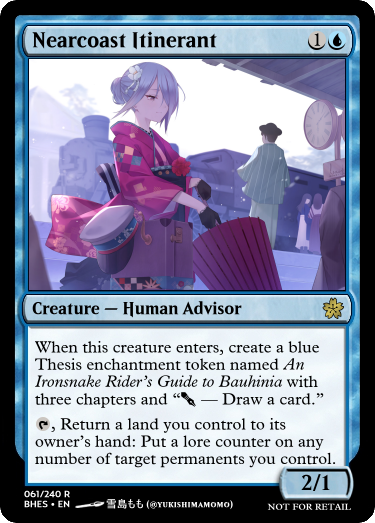 Nearcoast Itinerant 1
Creature — Human Advisor
When this creature enters, create a blue
Thesis enchantment token named An
Ironsnake Rider's Guide to Bauhinia with
three chapters and “✒ — Draw a card.”
, Return a land you control to its
owner's hand: Put a lore counter on any
number of target permanents you control.
2/1
061/240 R
BHES • EN 雪島もも (@YUKISHIMAMOMO)
NOT FOR RETAIL